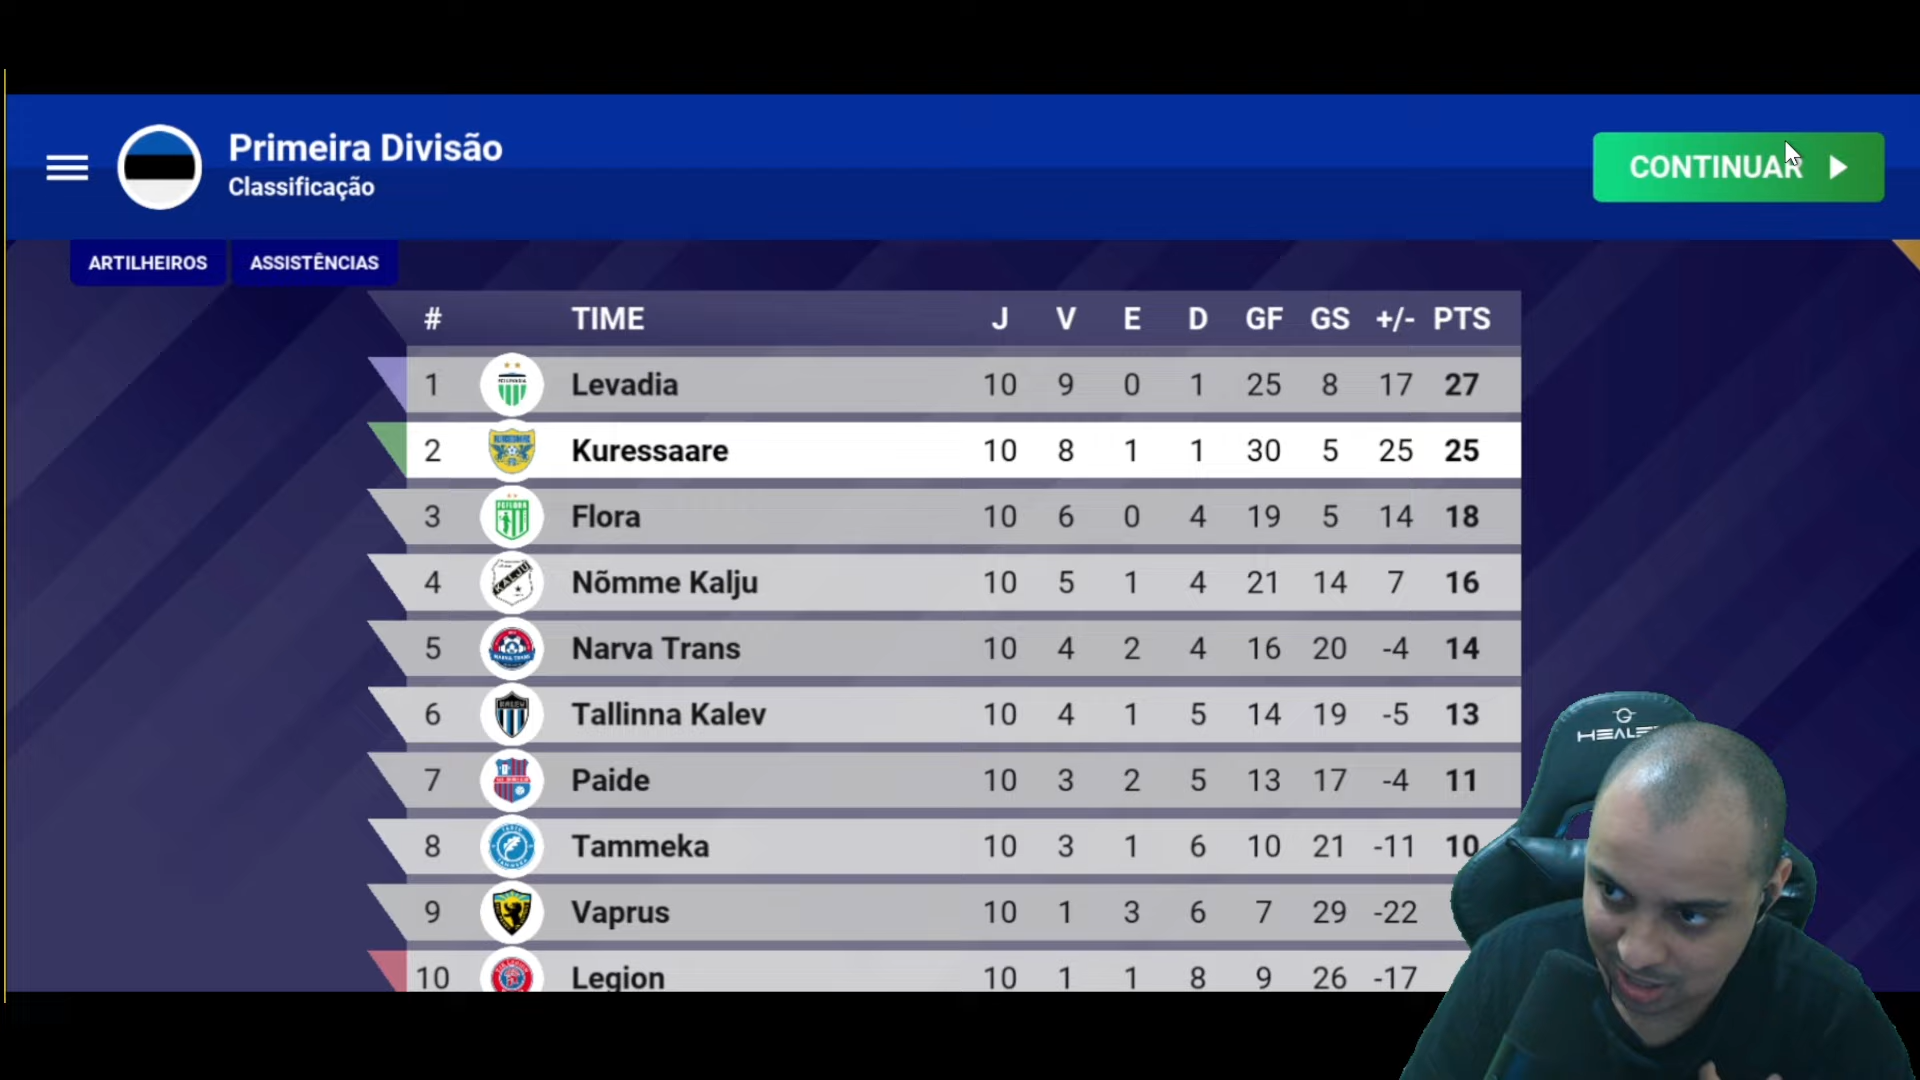 Primeira Divisão
Classificação
CONTINUAR
ARTILHEIROS ASSISTÊNCIAS
# TIME J V E D GF GS +/- PTS
1 Levadia 10 9 0 1 25 8 17 27
2 Kuressaare 10 8 1 1 30 5 25 25
3 Flora 10 6 0 4 19 5 14 18
4 Nõmme Kalju 10 5 1 4 21 14 7 16
5 Narva Trans 10 4 2 4 16 20 -4 14
6 Tallinna Kalev 10 4 1 5 14 19 -5 13
7 Paide 10 3 2 5 13 17 -4 11
8 Tammeka 10 3 1 6 10 21 -11 10
9 Vaprus 10 1 3 6 7 29 -22
10 Legion 10 1 1 8 9 26 -17